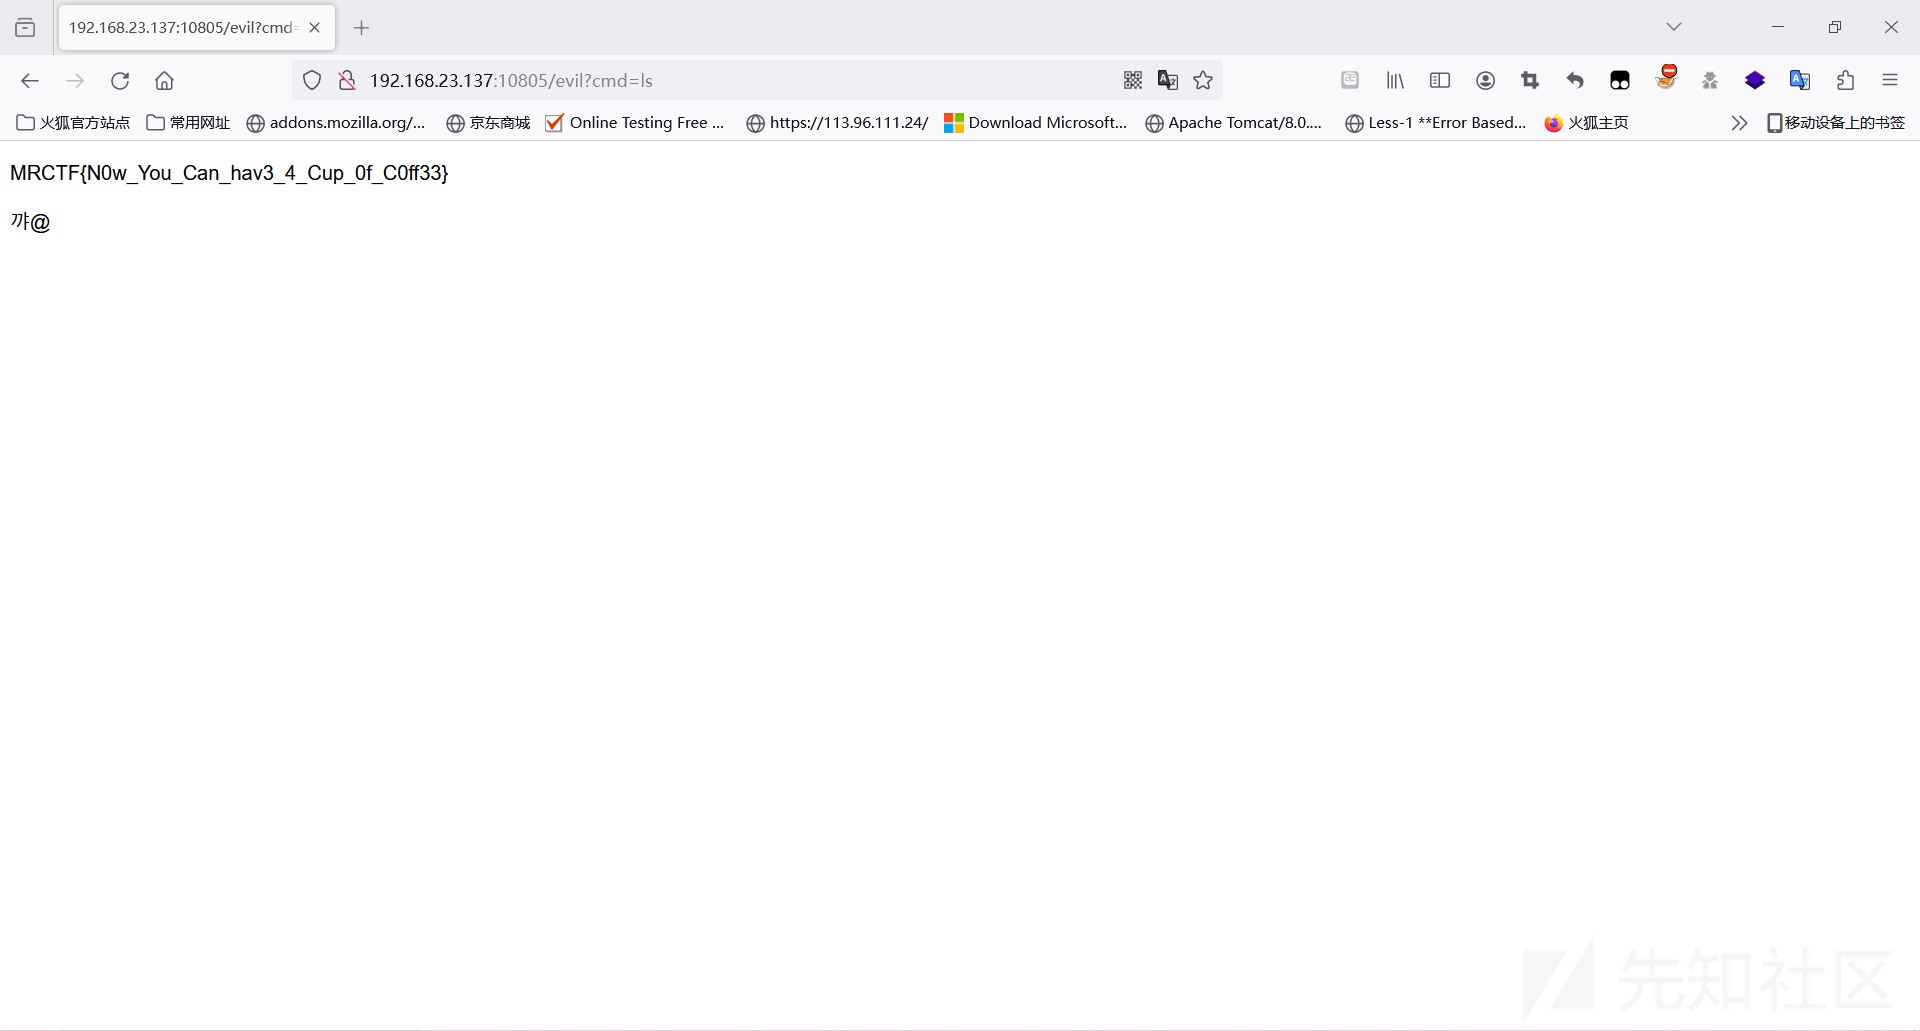 192.168.23.137:10805/evil?cmd=
192.168.23.137:10805/evil?cmd=ls
火狐官方站点 常用网址 addons.mozilla.org/... 京东商城 Online Testing Free ... https://113.96.111.24/ Download Microsoft... Apache Tomcat/8.0.... Less-1 **Error Based... 火狐主页 移动设备上的书签
MRCTF{N0w_You_Can_hav3_4_Cup_0f_C0ff33}
꺄@
先知社区